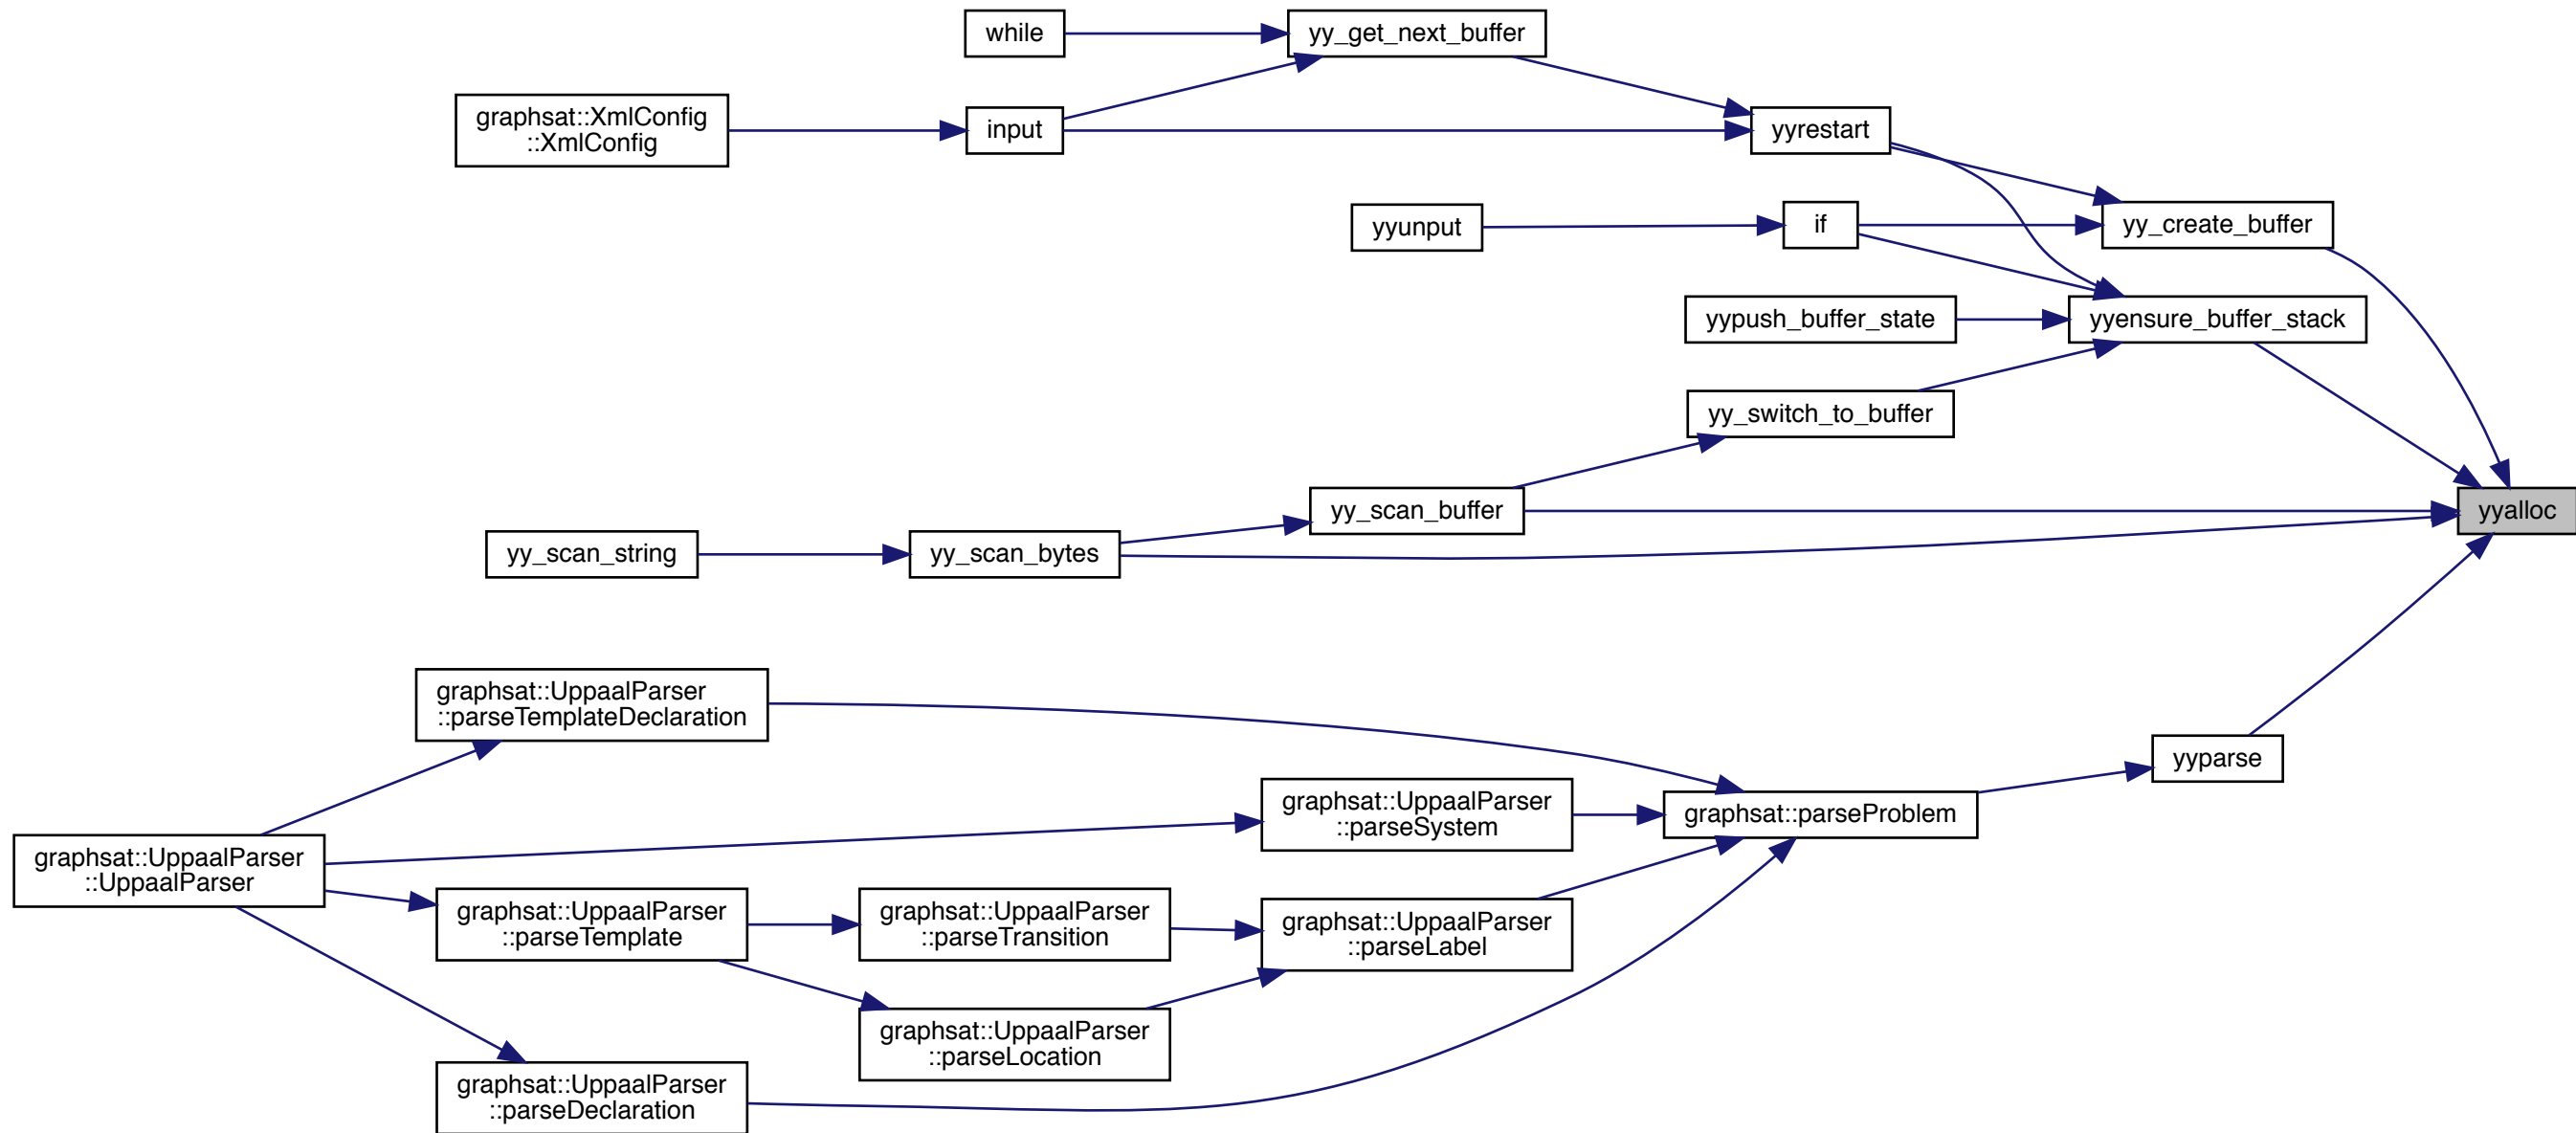 while
yy_get_next_buffer
graphsat::XmlConfig
::XmlConfig
input
yyrestart
yyunput
if
yy_create_buffer
yypush_buffer_state
yyensure_buffer_stack
yy_switch_to_buffer
yy_scan_buffer
yyalloc
yy_scan_string
yy_scan_bytes
graphsat::UppaalParser
::parseTemplateDeclaration
yyparse
graphsat::UppaalParser
::parseSystem
graphsat::parseProblem
graphsat::UppaalParser
::UppaalParser
graphsat::UppaalParser
::parseTemplate
graphsat::UppaalParser
::parseTransition
graphsat::UppaalParser
::parseLabel
graphsat::UppaalParser
::parseLocation
graphsat::UppaalParser
::parseDeclaration